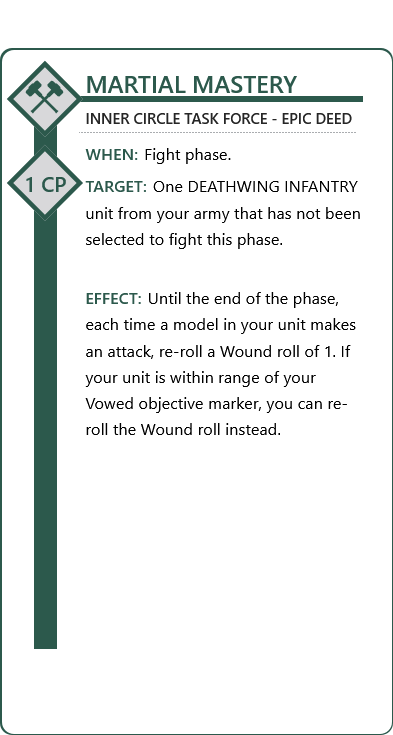 MARTIAL MASTERY
INNER CIRCLE TASK FORCE - EPIC DEED
WHEN: Fight phase.
1 CP
TARGET: One DEATHWING INFANTRY
unit from your army that has not been
selected to fight this phase.
EFFECT: Until the end of the phase,
each time a model in your unit makes
an attack, re-roll a Wound roll of 1. If
your unit is within range of your
Vowed objective marker, you can re-
roll the Wound roll instead.